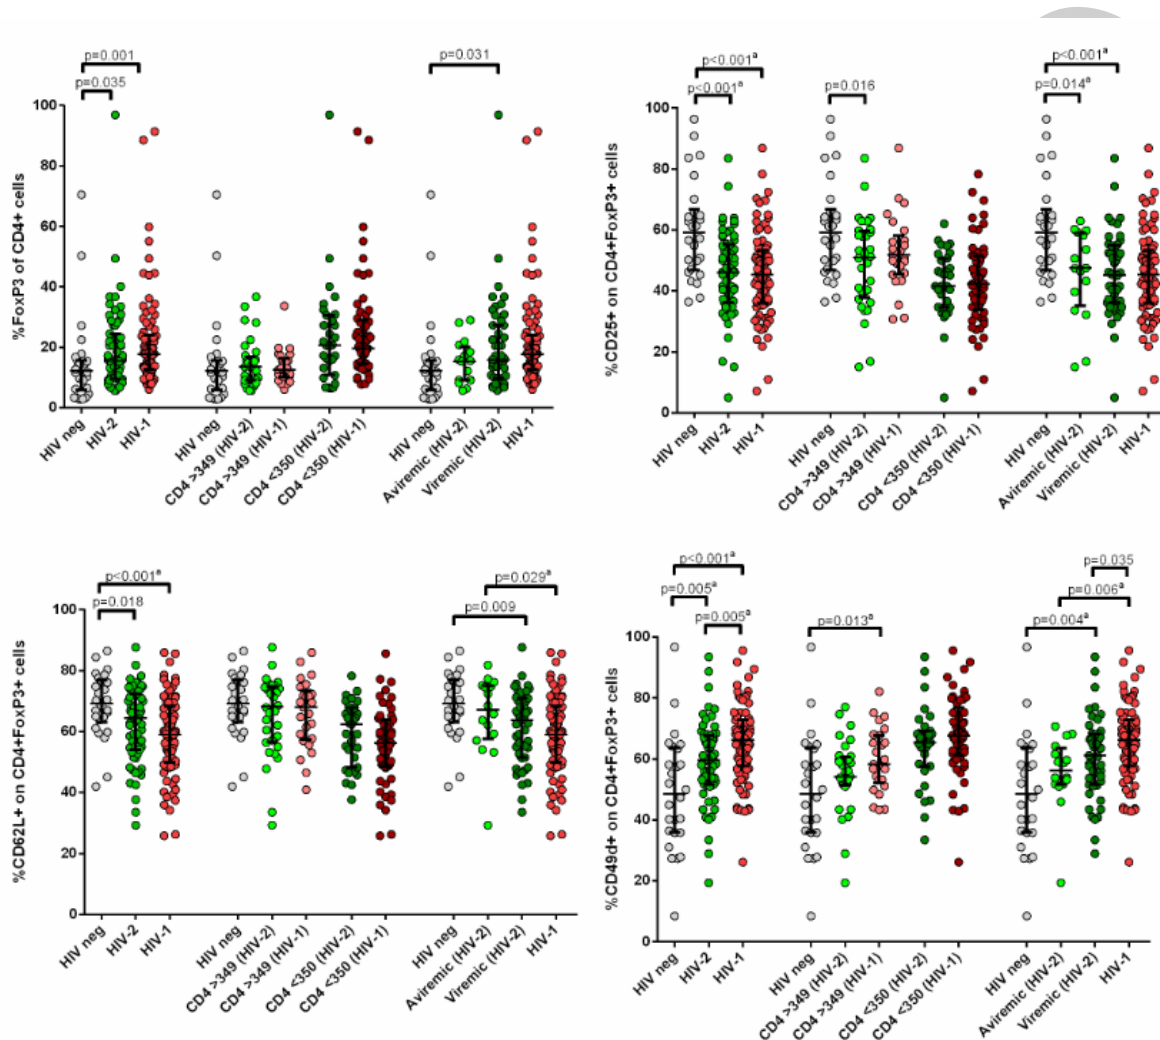 p=0.001
p=0.035
p=0.031
%FoxP3 of CD4+ cells
100
80
60
40
20
0
HIV neg
HIV-2
HIV-1
HIV neg
CD4 >349 (HIV-2)
CD4 >349 (HIV-1)
CD4 <350 (HIV-2)
CD4 <350 (HIV-1)
HIV neg
Aviremic (HIV-2)
Viremic (HIV-2)
HIV-1
p<0.001a
p<0.001a
p=0.016
p<0.001a
p=0.014a
%CD25+ on CD4+FoxP3+ cells
100
80
60
40
20
0
HIV neg
HIV-2
HIV-1
HIV neg
CD4 >349 (HIV-2)
CD4 >349 (HIV-1)
CD4 <350 (HIV-2)
CD4 <350 (HIV-1)
HIV neg
Aviremic (HIV-2)
Viremic (HIV-2)
HIV-1
p<0.001a
p=0.018
p=0.029a
p=0.009
%CD62L+ on CD4+FoxP3+ cells
100
80
60
40
20
0
HIV neg
HIV-2
HIV-1
HIV neg
CD4 >349 (HIV-2)
CD4 >349 (HIV-1)
CD4 <350 (HIV-2)
CD4 <350 (HIV-1)
HIV neg
Aviremic (HIV-2)
Viremic (HIV-2)
HIV-1
p<0.001a
p=0.005a
p=0.005a
p=0.013a
p=0.035
p=0.006a
p=0.004a
%CD49d+ on CD4+FoxP3+ cells
100
80
60
40
20
0
HIV neg
HIV-2
HIV-1
HIV neg
CD4 >349 (HIV-2)
CD4 >349 (HIV-1)
CD4 <350 (HIV-2)
CD4 <350 (HIV-1)
HIV neg
Aviremic (HIV-2)
Viremic (HIV-2)
HIV-1